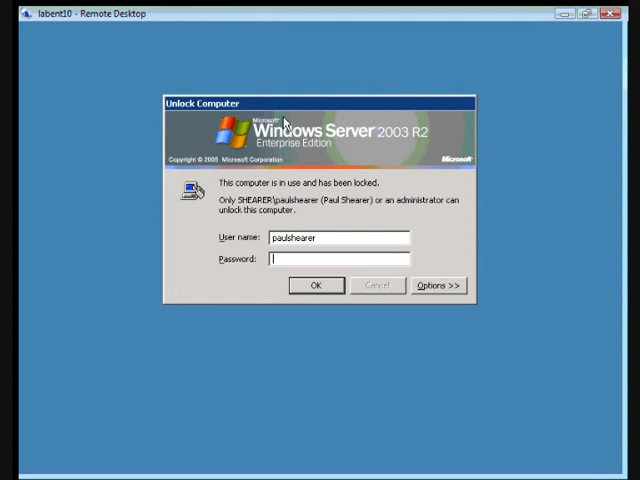 labent10 - Remote Desktop
Unlock Computer
Microsoft
Windows Server 2003 R2
Enterprise Edition
Copyright © 2005 Microsoft Corporation
Microsoft
This computer is in use and has been locked.
Only SHEARER\paulshearer (Paul Shearer) or an administrator can
unlock this computer.
User name: paulshearer
Password:
OK Cancel Options >>